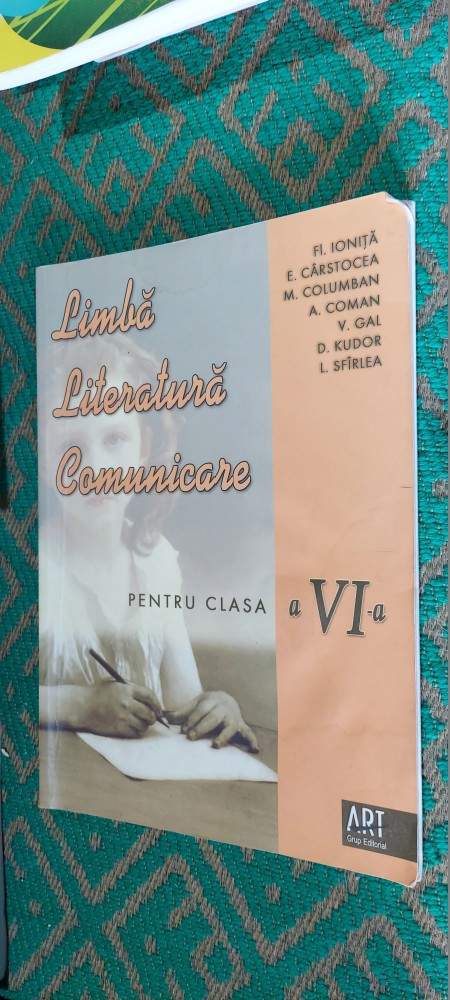 Fl. IONIȚĂ
E. CÂRSTOCEA
M. COLUMBAN
A. COMAN
V. GAL
D. KUDOR
L. SFÎRLEA
Limbă
Literatură
Comunicare
PENTRU CLASA a VI-a
ART
Grup Editorial